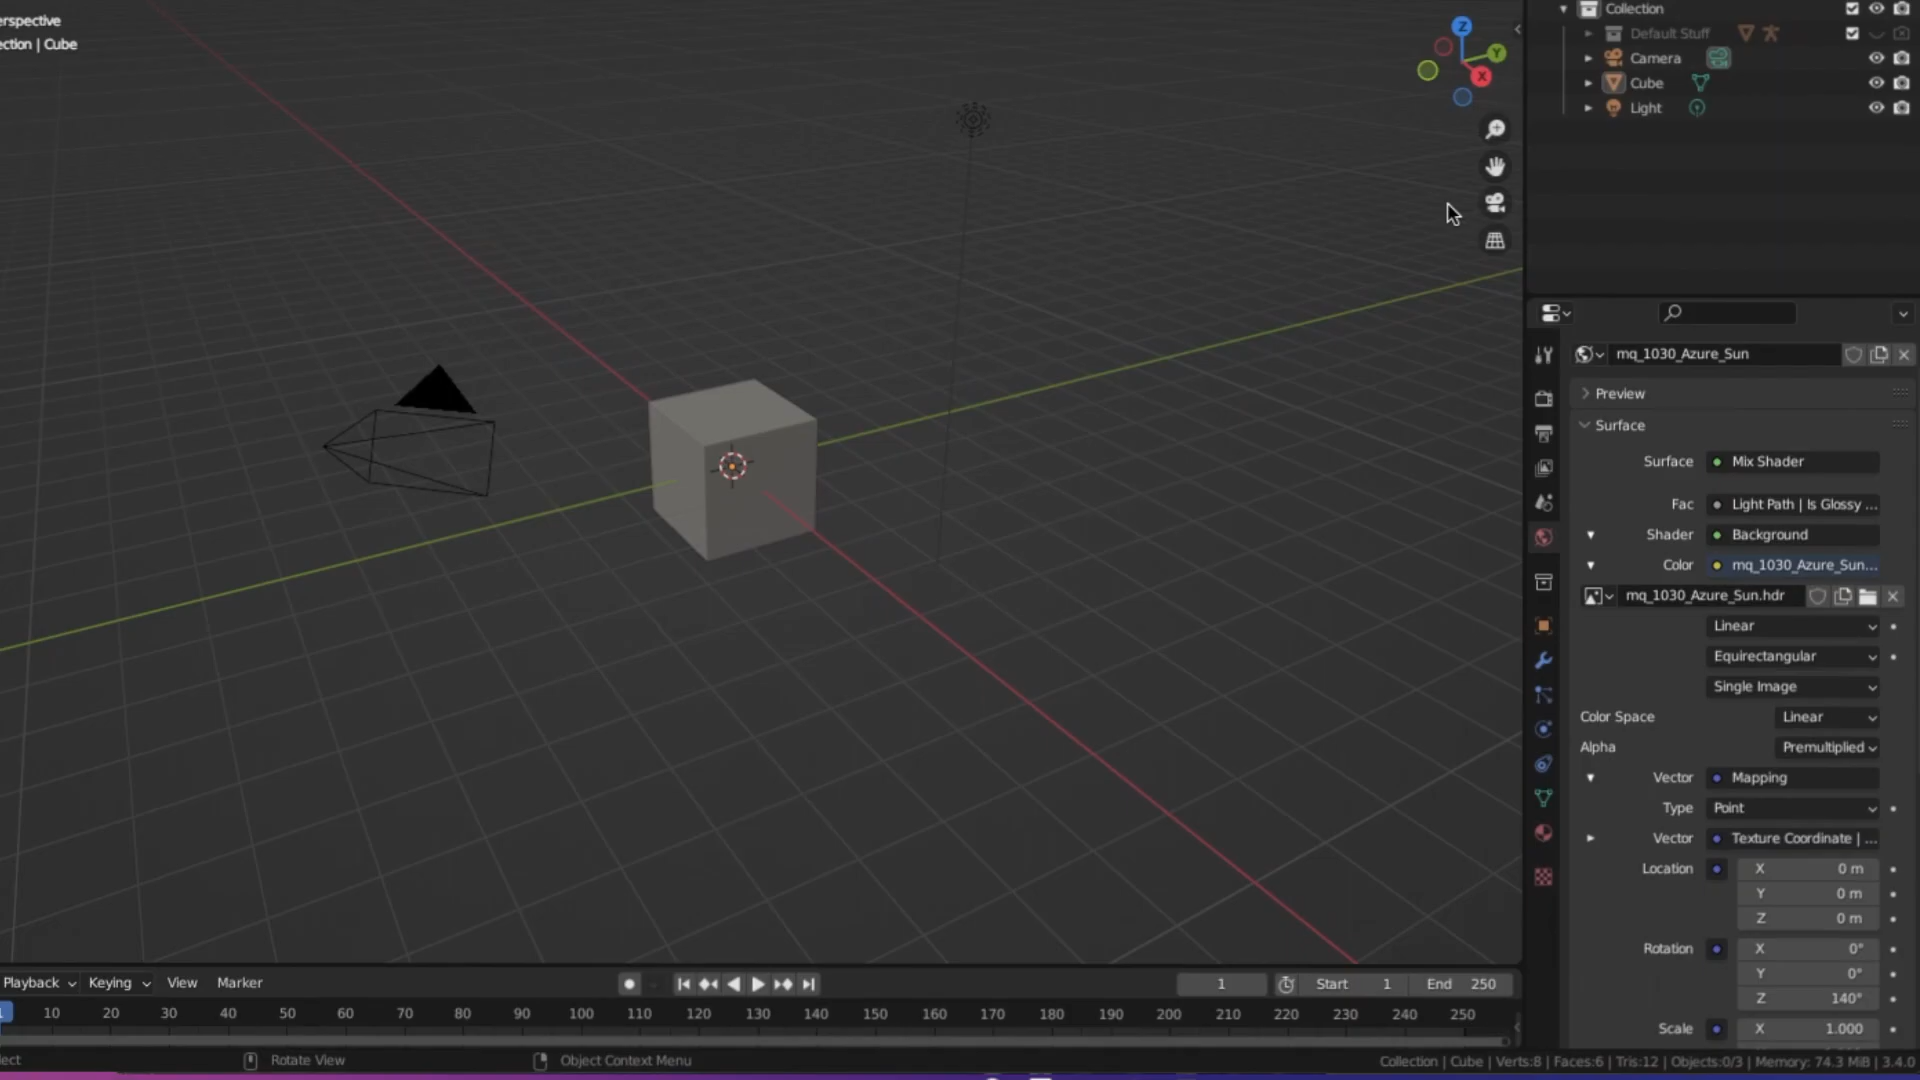 erspective
ction | Cube
Z
Y
X
Collection
Default Stuff
Camera
Cube
Light
mq_1030_Azure_Sun
Preview
Surface
Surface Mix Shader
Fac Light Path | Is Glossy ...
Shader Background
Color mq_1030_Azure_Sun...
mq_1030_Azure_Sun.hdr
Linear
Equirectangular
Single Image
Color Space Linear
Alpha Premultiplied
Vector Mapping
Type Point
Vector Texture Coordinate | ...
Location X 0 m
Y 0 m
Z 0 m
Rotation X 0°
Y 0°
Z 140°
Scale X 1.000
Playback Keying View Marker 1 Start 1 End 250
1 10 20 30 40 50 60 70 80 90 100 110 120 130 140 150 160 170 180 190 200 210 220 230 240 250
lect Rotate View Object Context Menu Collection | Cube | Verts:8 | Faces:6 | Tris:12 | Objects:0/3 | Memory: 74.3 MiB | 3.4.0